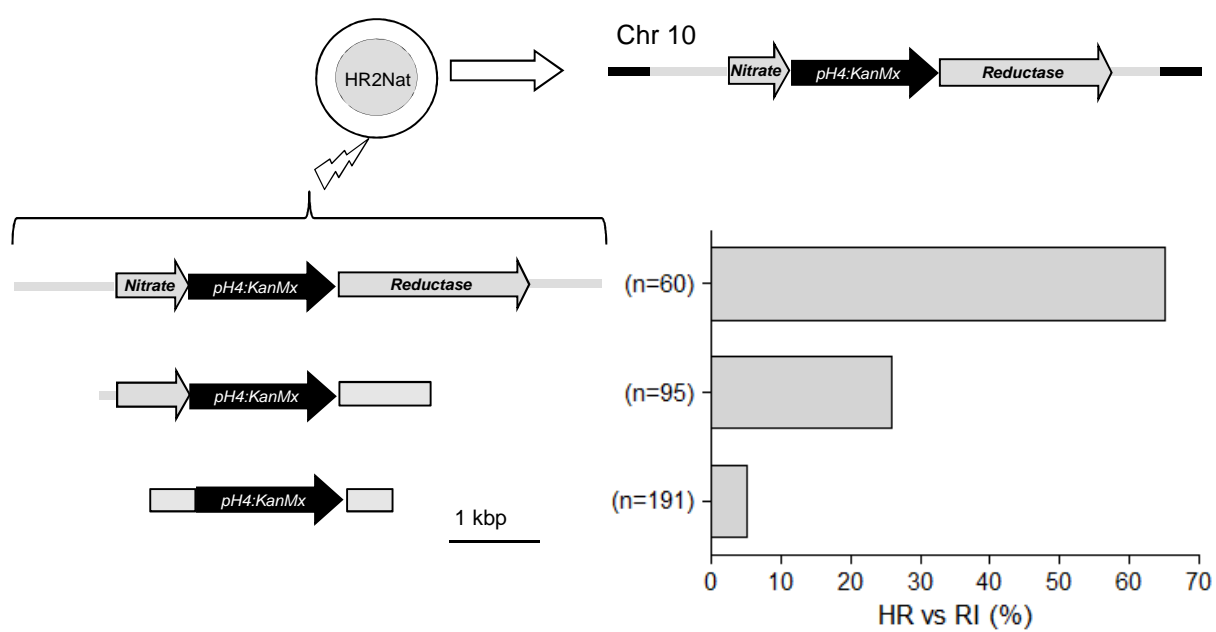 Chr 10
HR2Nat
Nitrate pH4:KanMx Reductase
Nitrate pH4:KanMx Reductase
(n=60)
pH4:KanMx
(n=95)
pH4:KanMx
(n=191)
1 kbp
0 10 20 30 40 50 60 70
HR vs RI (%)